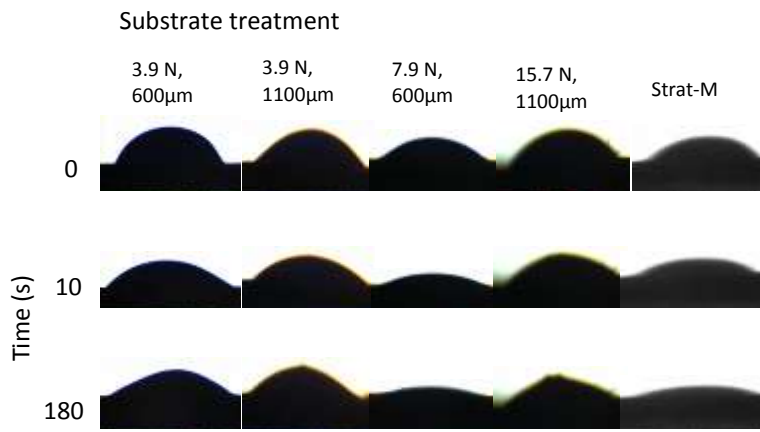 Substrate treatment
3.9 N,
600µm
3.9 N,
1100µm
7.9 N,
600µm
15.7 N,
1100µm
Strat-M
0
10
180
Time (s)